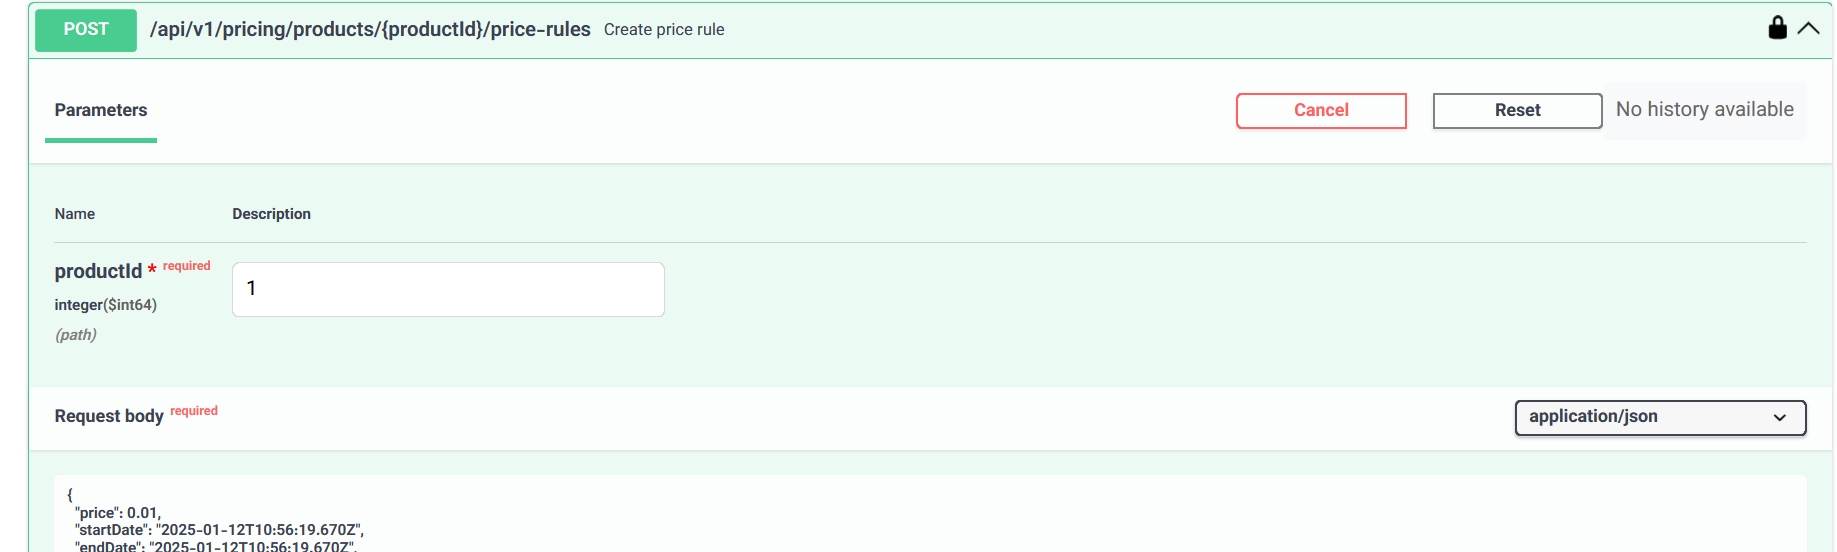 POST /api/v1/pricing/products/{productId}/price-rules Create price rule
Parameters
Cancel
Reset
No history available
Name Description
productId * required
integer($int64)
(path)
1
Request body required
application/json
{
"price": 0.01,
"startDate": "2025-01-12T10:56:19.670Z",
"endDate": "2025-01-12T10:56:19.670Z",